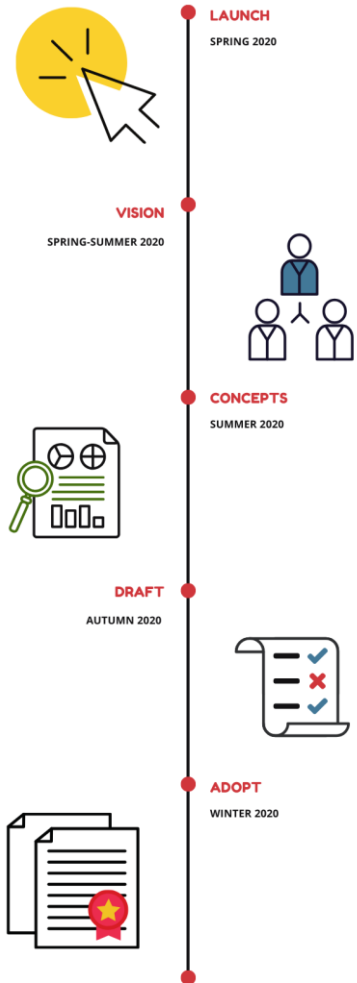 LAUNCH
SPRING 2020
VISION
SPRING-SUMMER 2020
CONCEPTS
SUMMER 2020
DRAFT
AUTUMN 2020
ADOPT
WINTER 2020